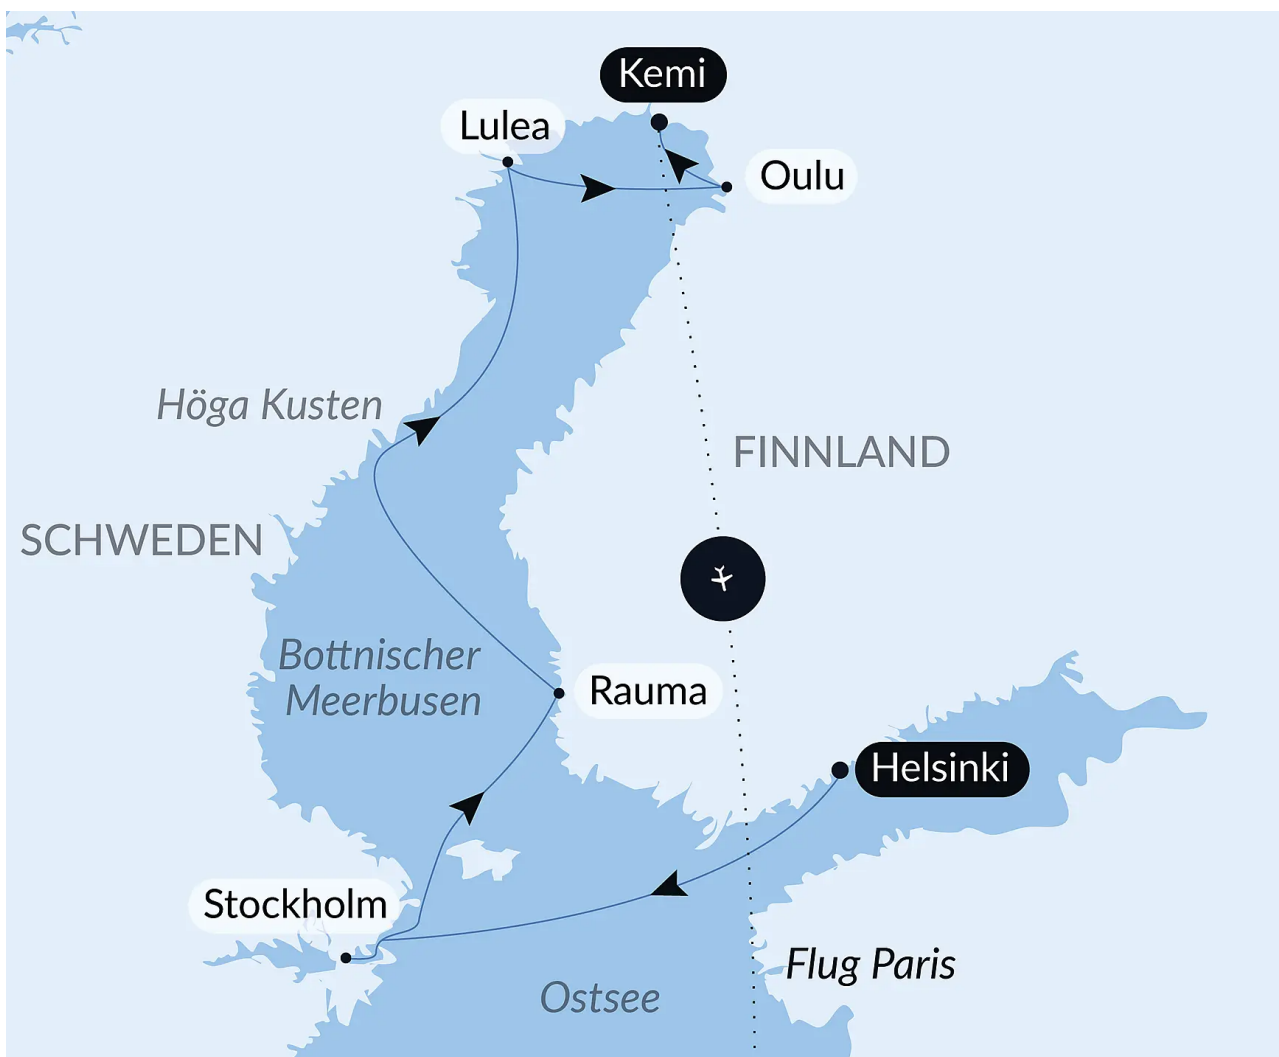 Kemi
Lulea
Oulu
Höga Kusten
FINNLAND
SCHWEDEN
Bottnischer
Meerbusen
Rauma
Helsinki
Stockholm
Flug Paris
Ostsee